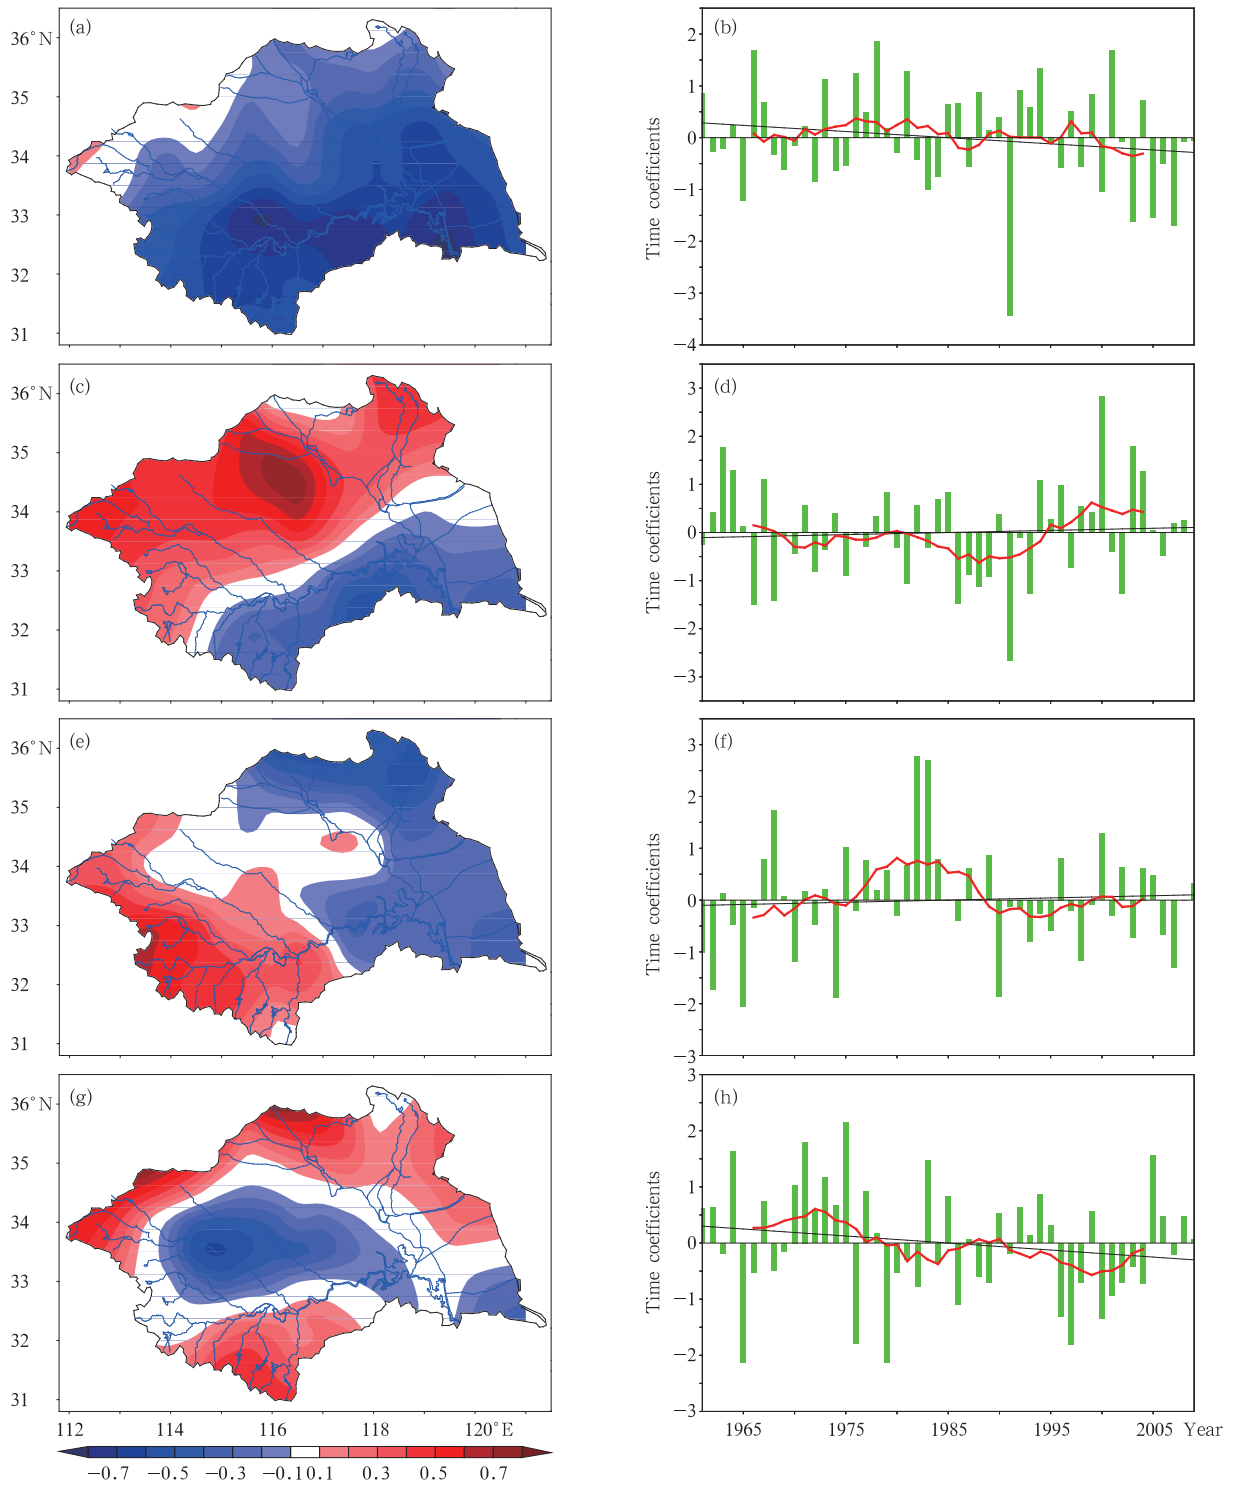 (a)
36°N
35
34
33
32
31
(b)
2
1
0
−1
−2
−3
−4
Time coefficients
(c)
36°N
35
34
33
32
31
(d)
3
2
1
0
−1
−2
−3
Time coefficients
(e)
36°N
35
34
33
32
31
(f)
3
2
1
0
−1
−2
−3
Time coefficients
(g)
36°N
35
34
33
32
31
112 114 116 118 120°E
(h)
3
2
1
0
−1
−2
−3
Time coefficients
1965 1975 1985 1995 2005 Year
−0.7 −0.5 −0.3 −0.1 0.1 0.3 0.5 0.7